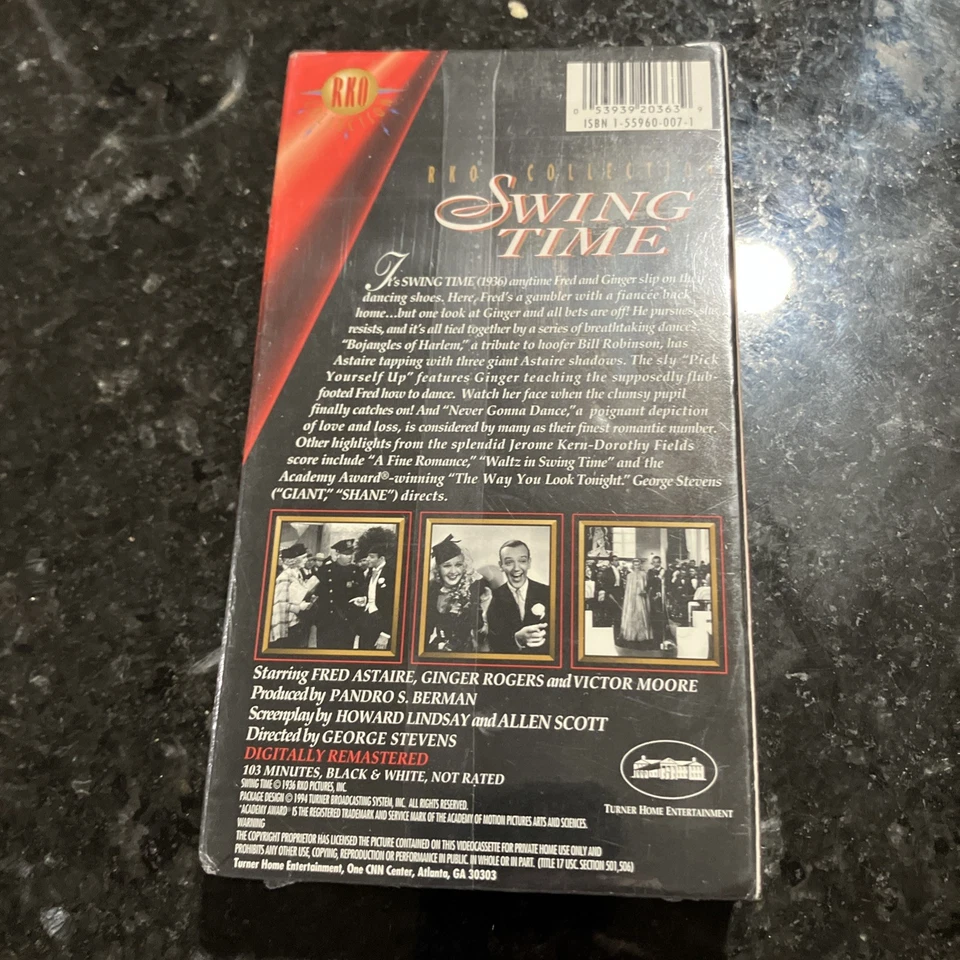 RKO
COLLECTION
0 53939 20363 9
ISBN 1-55960-007-1
RKO COLLECTION
SWING
TIME
It's SWING TIME (1936) anytime Fred and Ginger slip on their
dancing shoes. Here, Fred's a gambler with a fiancee back
home...but one look at Ginger and all bets are off! He pursues, she
resists, and it's all tied together by a series of breathtaking dances.
"Bojangles of Harlem," a tribute to hoofer Bill Robinson, has
Astaire tapping with three giant Astaire shadows. The sly "Pick
Yourself Up" features Ginger teaching the supposedly flub-
footed Fred how to dance. Watch her face when the clumsy pupil
finally catches on! And "Never Gonna Dance," a poignant depiction
of love and loss, is considered by many as their finest romantic number.
Other highlights from the splendid Jerome Kern-Dorothy Fields
score include "A Fine Romance," "Waltz in Swing Time" and the
Academy Award®-winning "The Way You Look Tonight." George Stevens
("GIANT," "SHANE") directs.
Starring FRED ASTAIRE, GINGER ROGERS and VICTOR MOORE
Produced by PANDRO S. BERMAN
Screenplay by HOWARD LINDSAY and ALLEN SCOTT
Directed by GEORGE STEVENS
DIGITALLY REMASTERED
103 MINUTES, BLACK & WHITE, NOT RATED
SWING TIME © 1936 RKO PICTURES, INC.
PACKAGE DESIGN © 1994 TURNER BROADCASTING SYSTEM, INC. ALL RIGHTS RESERVED.
"ACADEMY AWARD" IS THE REGISTERED TRADEMARK AND SERVICE MARK OF THE ACADEMY OF MOTION PICTURES ARTS AND SCIENCES.
WARNING
THE COPYRIGHT PROPRIETOR HAS LICENSED THE PICTURE CONTAINED ON THIS VIDEOCASSETTE FOR PRIVATE HOME USE ONLY AND
PROHIBITS ANY OTHER USE, COPYING, REPRODUCTION OR PERFORMANCE IN PUBLIC, IN WHOLE OR IN PART. (TITLE 17 USC. SECTION 501,506)
Turner Home Entertainment, One CNN Center, Atlanta, GA 30303
TURNER HOME ENTERTAINMENT